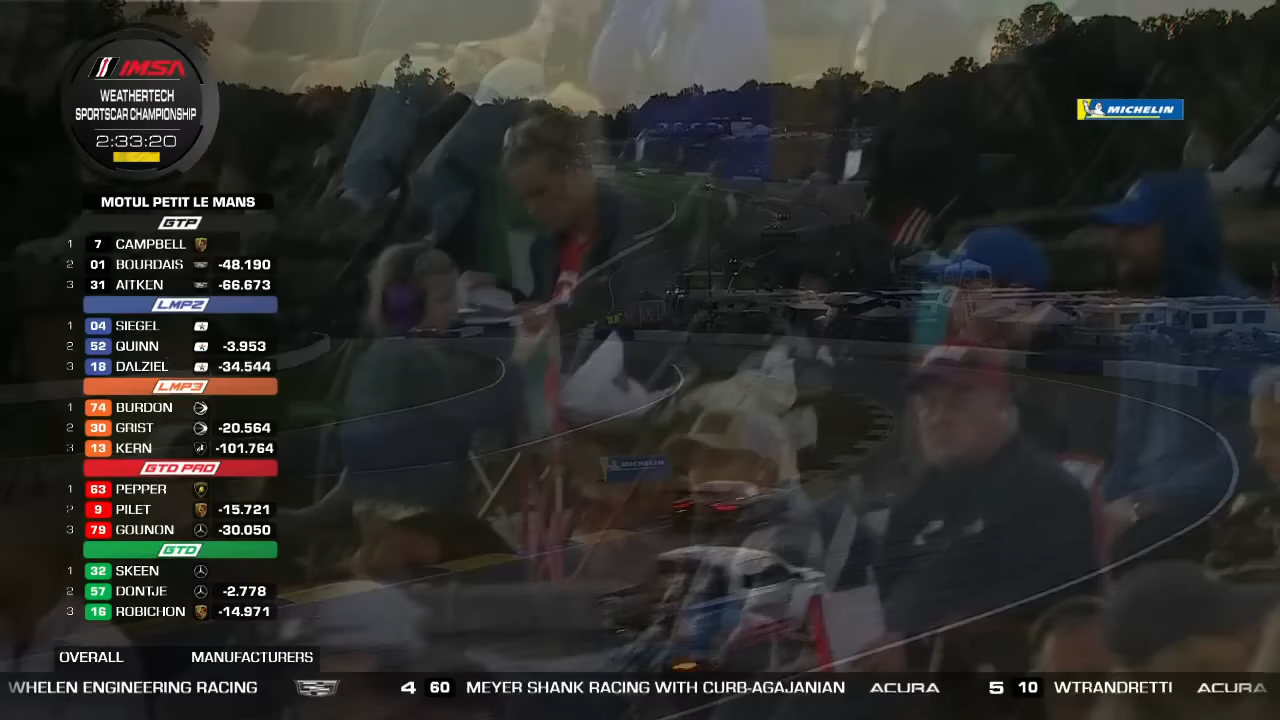 IMSA
WEATHERTECH
SPORTSCAR CHAMPIONSHIP
2:33:20
MICHELIN
MOTUL PETIT LE MANS
GTP
1 7 CAMPBELL
2 01 BOURDAIS -48.190
3 31 AITKEN -66.673
LMP2
1 04 SIEGEL
2 52 QUINN -3.953
3 18 DALZIEL -34.544
LMP3
1 74 BURDON
2 30 GRIST -20.564
3 13 KERN -101.764
GTD PRO
1 63 PEPPER
2 9 PILET -15.721
3 79 GOUNON -30.050
GTD
1 32 SKEEN
2 57 DONTJE -2.778
3 16 ROBICHON -14.971
MICHELIN
OVERALL MANUFACTURERS
WHELEN ENGINEERING RACING 4 60 MEYER SHANK RACING WITH CURB-AGAJANIAN ACURA 5 10 WTRANDRETTI ACURA